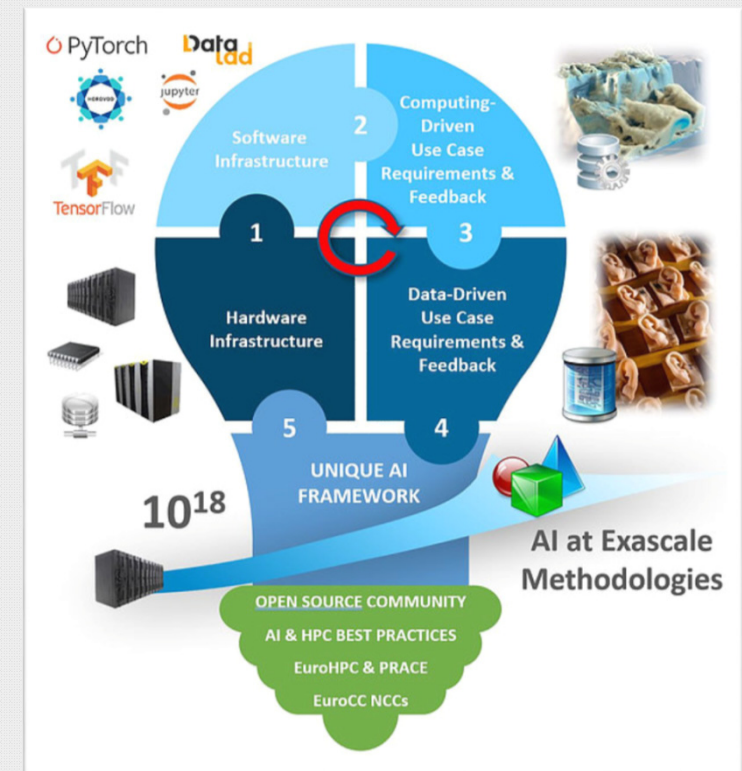 PyTorch
Data
lad
HOROVOD
jupyter
TensorFlow
Software
Infrastructure
2
Computing-
Driven
Use Case
Requirements &
Feedback
1
3
Hardware
Infrastructure
Data-Driven
Use Case
Requirements &
Feedback
5
4
UNIQUE AI
FRAMEWORK
10¹⁸
AI at Exascale
Methodologies
OPEN SOURCE COMMUNITY
AI & HPC BEST PRACTICES
EuroHPC & PRACE
EuroCC NCCs